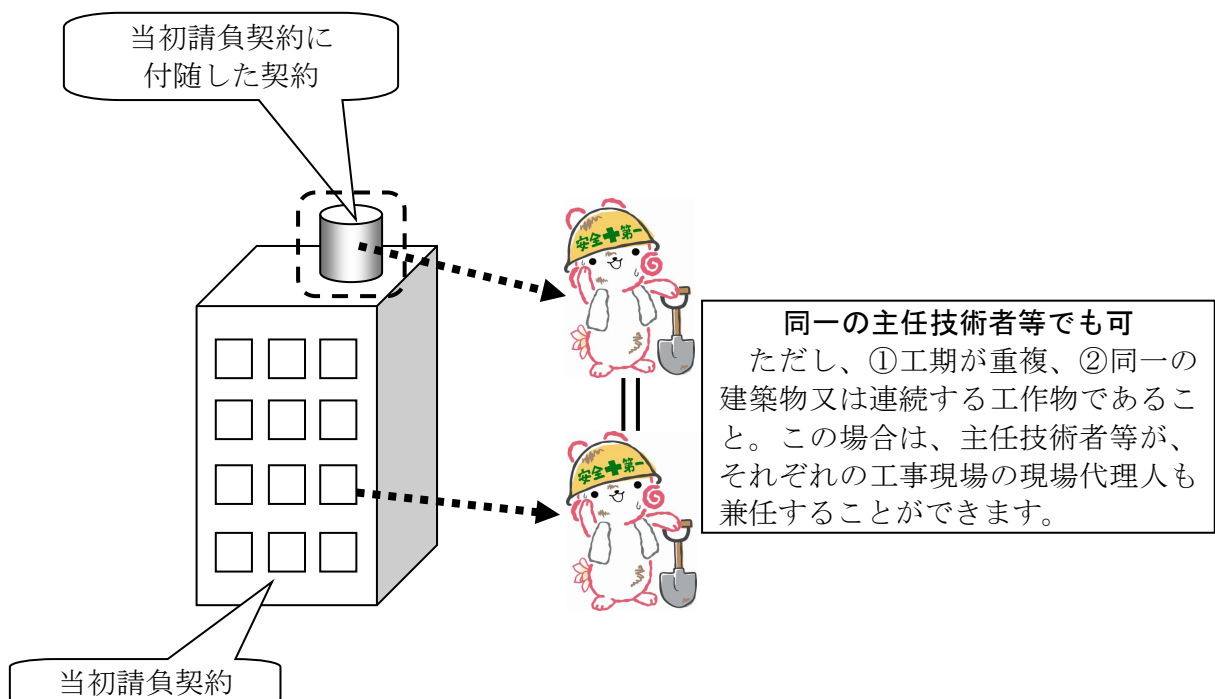 当初請負契約に
付随した契約
安全✚第一
同一の主任技術者等でも可
ただし、①工期が重複、②同一の
建築物又は連続する工作物であるこ
と。この場合は、主任技術者等が、
それぞれの工事現場の現場代理人も
兼任することができます。
安全✚第一
当初請負契約